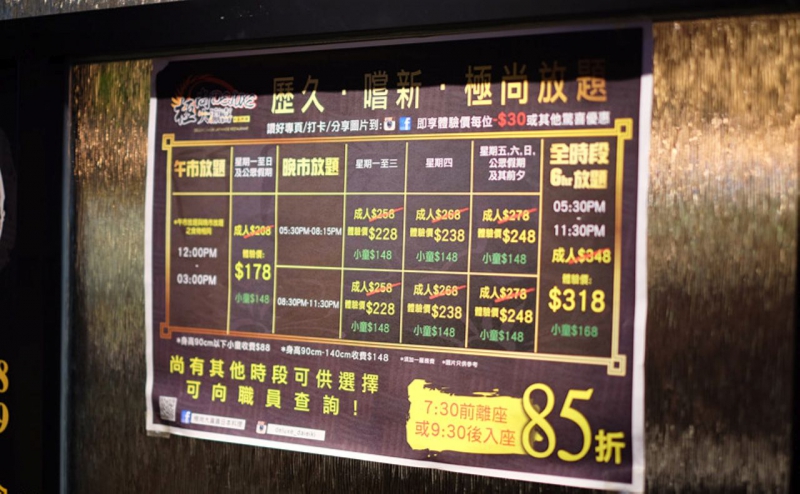 歷久·嚐新·極尚放題
讚好專頁/打卡/分享圖片到: 即享體驗價每位-$30或其他驚喜優惠
午市放題
星期一至日
及公眾假期
晚市放題
星期一至三
星期四
星期五,六,日,
公眾假期
及其前夕
全時段
6hr放題
12:00PM
03:00PM
成人$208
體驗價:
$178
小童$148
05:30PM-08:15PM
成人$258
體驗價$228
小童$148
成人$268
體驗價$238
小童$148
成人$278
體驗價$248
小童$148
08:30PM-11:30PM
成人$258
體驗價$228
小童$148
成人$268
體驗價$238
小童$148
成人$278
體驗價$248
小童$148
05:30PM
11:30PM
成人$348
體驗價:
$318
小童$168
*身高90cm以下小童收費$88
*身高90cm-140cm收費$148
*須加一服務費
*圖片只供參考
尚有其他時段可供選擇
可向職員查詢!
7:30前離座
或9:30後入座
85折